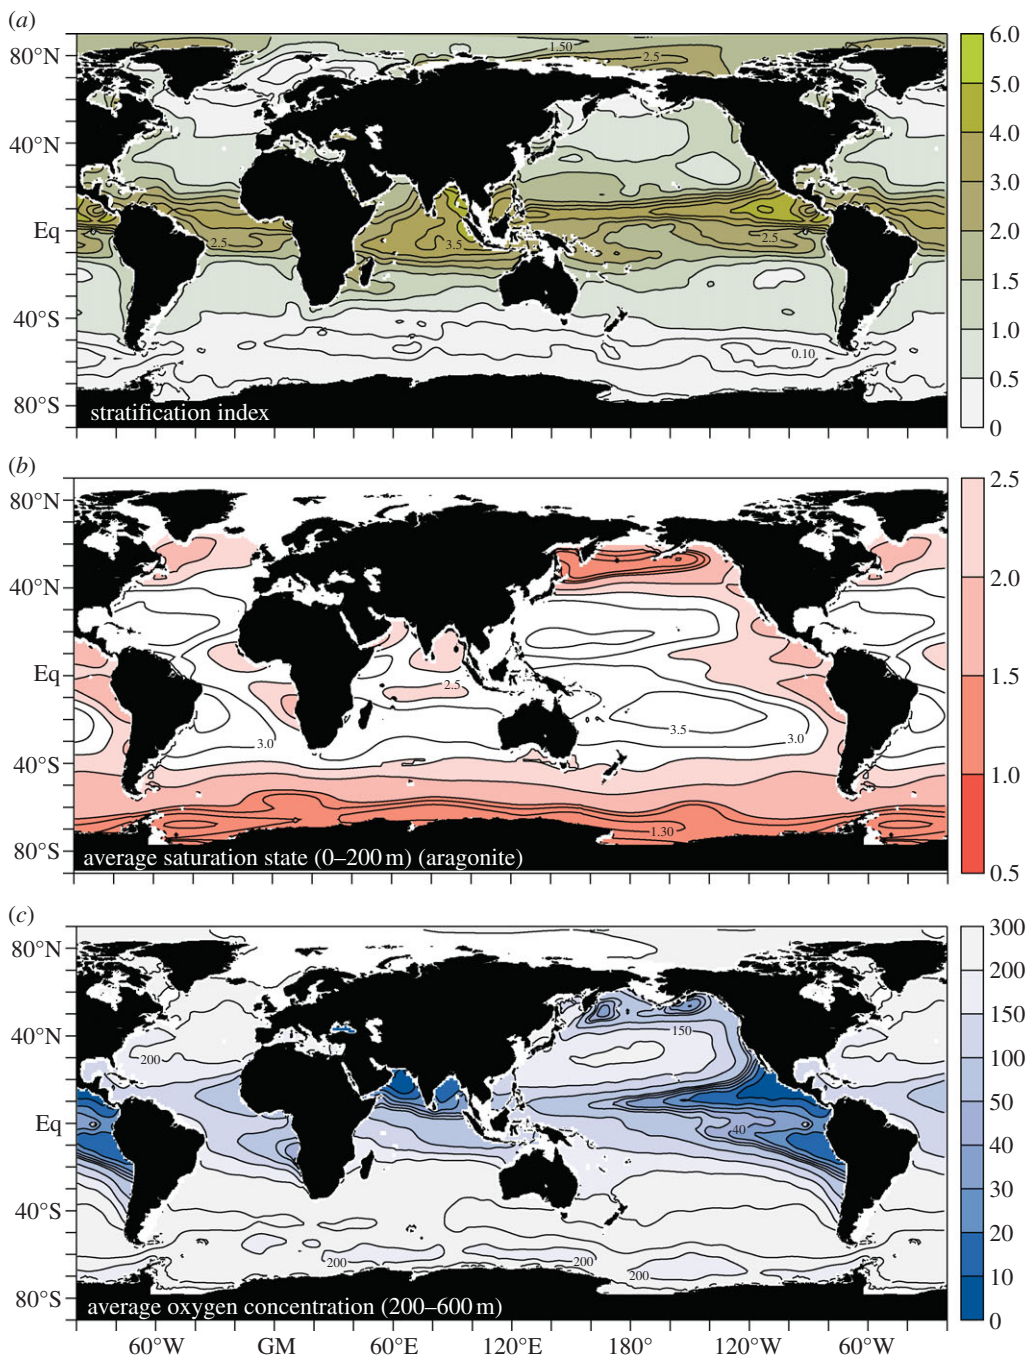 (a)
80°N
40°N
Eq
40°S
80°S
1.50
2.5
2.5
3.5
2.5
0.10
stratification index
6.0
5.0
4.0
3.0
2.0
1.5
1.0
0.5
0
(b)
80°N
40°N
Eq
40°S
80°S
2.5
3.0
3.5
3.0
1.30
average saturation state (0–200 m) (aragonite)
2.5
2.0
1.5
1.0
0.5
(c)
80°N
40°N
Eq
40°S
80°S
200
150
40
200
200
200
average oxygen concentration (200–600 m)
300
200
150
100
50
40
30
20
10
0
60°W GM 60°E 120°E 180° 120°W 60°W